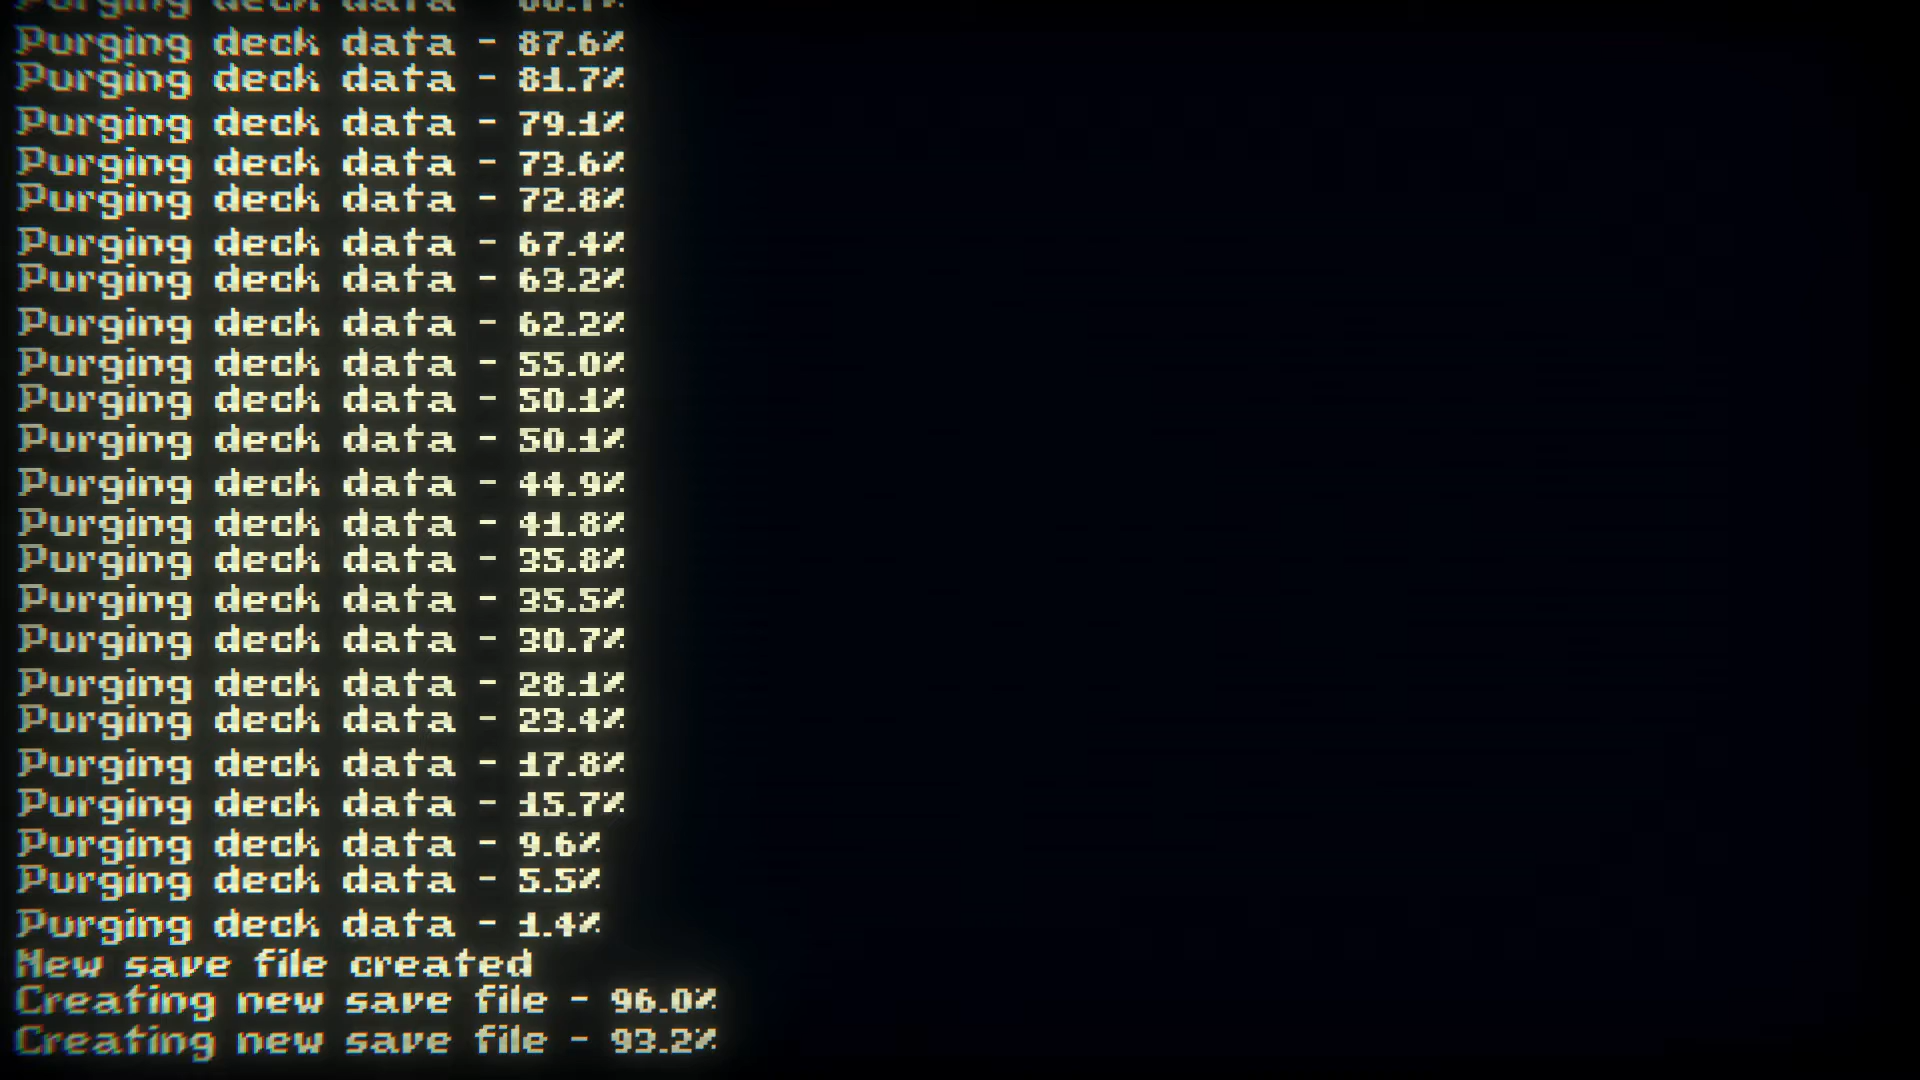 Purging deck data - 87.6%
Purging deck data - 81.7%
Purging deck data - 79.1%
Purging deck data - 73.6%
Purging deck data - 72.8%
Purging deck data - 67.4%
Purging deck data - 63.2%
Purging deck data - 62.2%
Purging deck data - 55.0%
Purging deck data - 50.1%
Purging deck data - 50.1%
Purging deck data - 44.9%
Purging deck data - 41.8%
Purging deck data - 35.8%
Purging deck data - 35.5%
Purging deck data - 30.7%
Purging deck data - 28.1%
Purging deck data - 23.4%
Purging deck data - 17.8%
Purging deck data - 15.7%
Purging deck data - 9.6%
Purging deck data - 5.5%
Purging deck data - 1.4%
New save file created
Creating new save file - 96.0%
Creating new save file - 93.2%